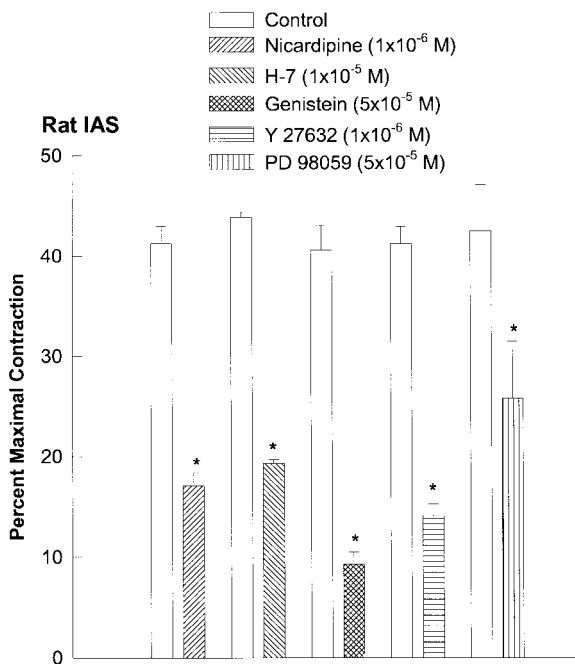 Control
Nicardipine (1x10⁻⁶ M)
H-7 (1x10⁻⁵ M)
Genistein (5x10⁻⁵ M)
Y 27632 (1x10⁻⁶ M)
PD 98059 (5x10⁻⁵ M)
Rat IAS
Percent Maximal Contraction
50
40
30
20
10
0
*
*
*
*
*